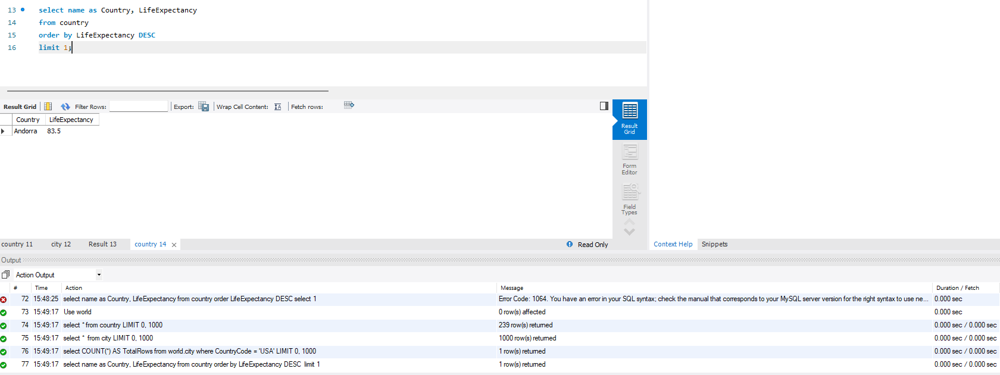 13 select name as Country, LifeExpectancy
14 from country
15 order by LifeExpectancy DESC
16 limit 1;
Result Grid Filter Rows: Export: Wrap Cell Content: Fetch rows:
Country LifeExpectancy
Andorra 83.5
Result Grid
Form Editor
Field Types
country 11 city 12 Result 13 country 14 Read Only Context Help Snippets
Output
Action Output
# Time Action Message Duration / Fetch
72 15:48:25 select name as Country, LifeExpectancy from country order LifeExpectancy DESC select 1 Error Code: 1064. You have an error in your SQL syntax; check the manual that corresponds to your MySQL server version for the right syntax to use ne... 0.000 sec
73 15:49:17 Use world 0 row(s) affected 0.000 sec
74 15:49:17 select * from country LIMIT 0, 1000 239 row(s) returned 0.000 sec / 0.000 sec
75 15:49:17 select * from city LIMIT 0, 1000 1000 row(s) returned 0.000 sec / 0.000 sec
76 15:49:17 select COUNT(*) AS TotalRows from world.city where CountryCode = 'USA' LIMIT 0, 1000 1 row(s) returned 0.000 sec / 0.000 sec
77 15:49:17 select name as Country, LifeExpectancy from country order by LifeExpectancy DESC limit 1 1 row(s) returned 0.000 sec / 0.000 sec